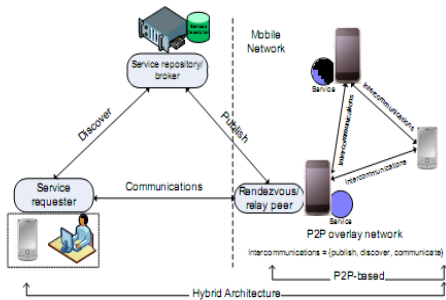 Mobile
Network
Service repository/
broker
Service
Discover
Publish
Intercommunications
Intercommunications
Intercommunications
Service
requester
Communications
Rendezvous/
relay peer
Service
P2P overlay network
Intercommunications = {publish, discover, communicate}
P2P-based
Hybrid Architecture